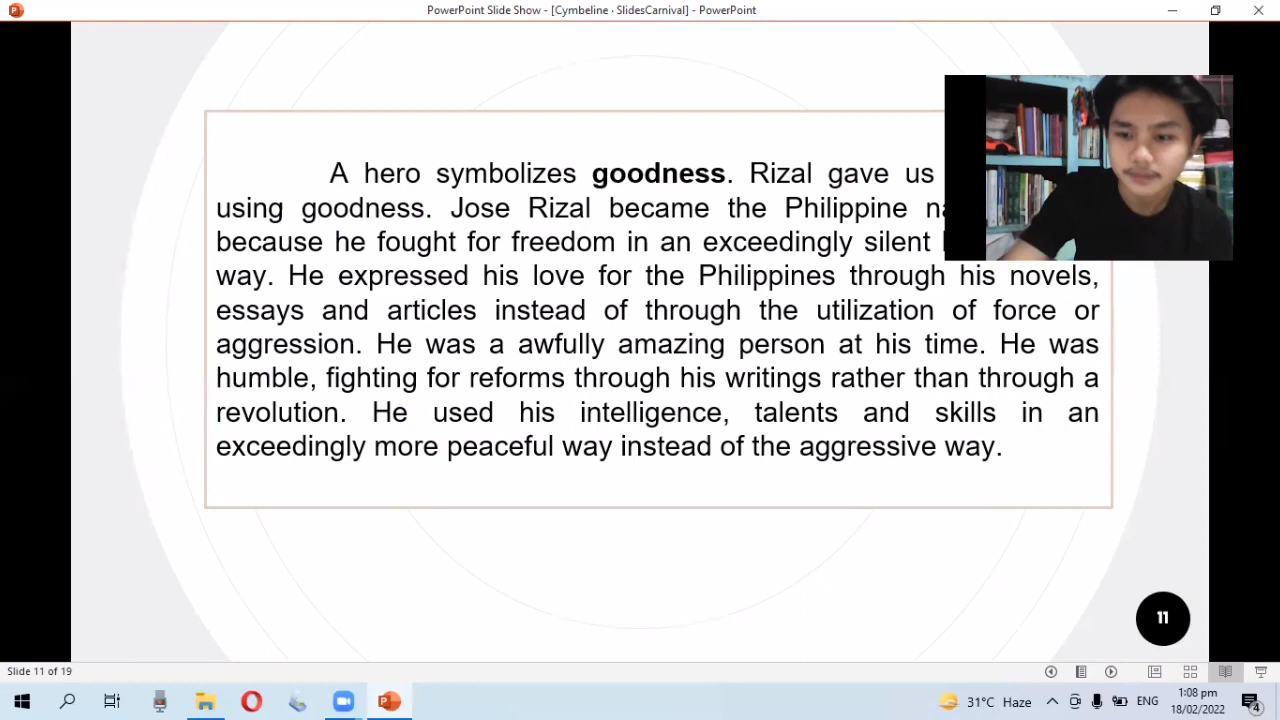 PowerPoint Slide Show - [Cymbeline · SlidesCarnival] - PowerPoint
A hero symbolizes goodness. Rizal gave us
using goodness. Jose Rizal became the Philippine
because he fought for freedom in an exceedingly silent
way. He expressed his love for the Philippines through his novels,
essays and articles instead of through the utilization of force or
aggression. He was a awfully amazing person at his time. He was
humble, fighting for reforms through his writings rather than through a
revolution. He used his intelligence, talents and skills in an
exceedingly more peaceful way instead of the aggressive way.
11
Slide 11 of 19
31°C Haze
ENG
1:08 pm
18/02/2022
4